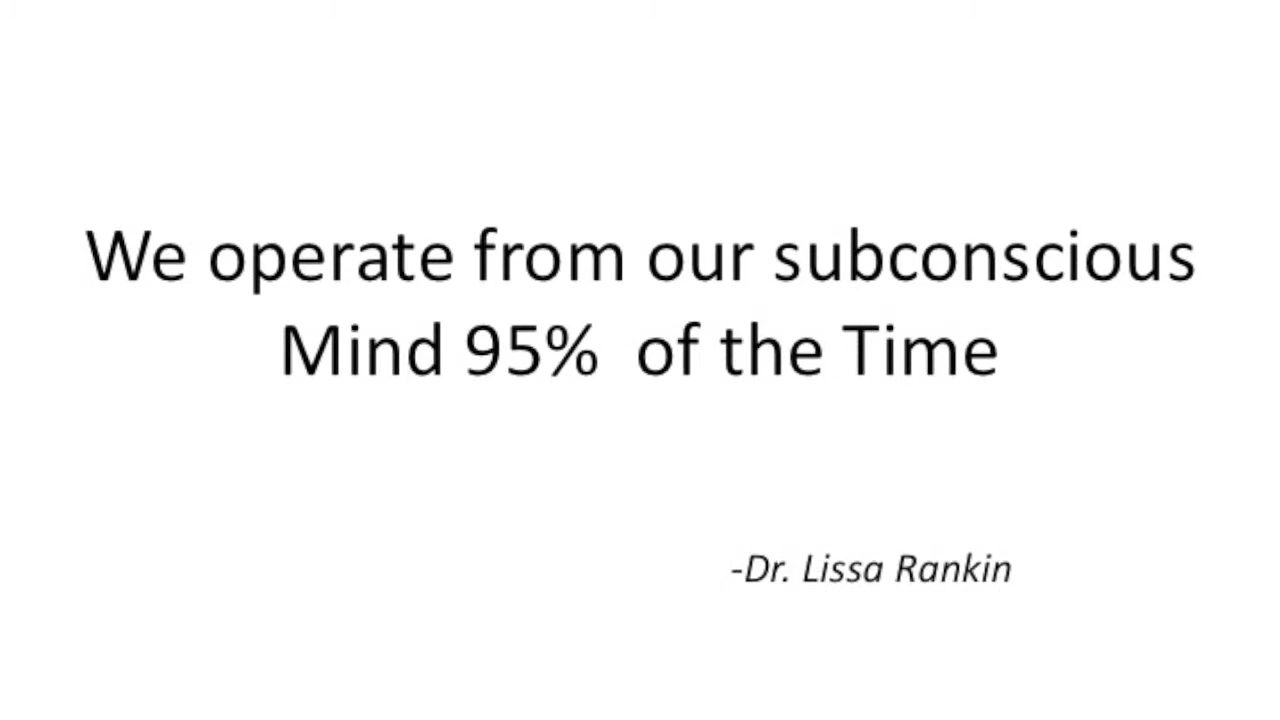 We operate from our subconscious
Mind 95% of the Time
-Dr. Lissa Rankin